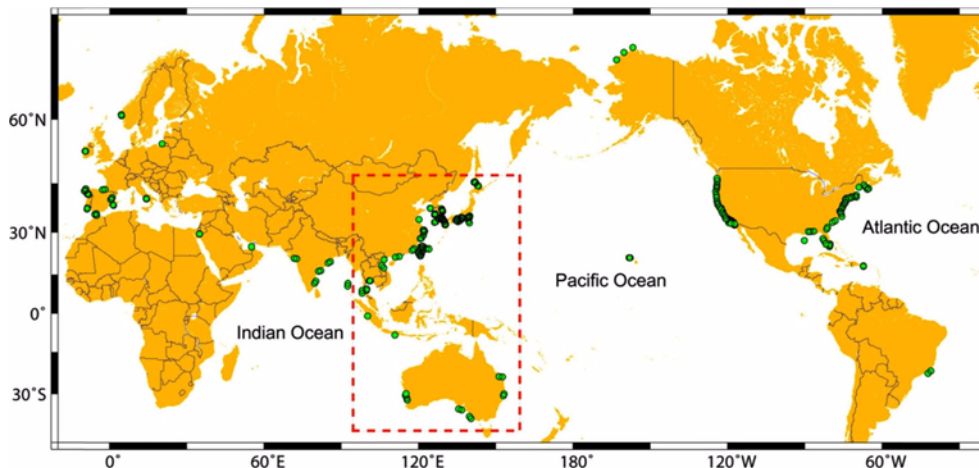 60°N
30°N
0°
30°S
Atlantic Ocean
Pacific Ocean
Indian Ocean
0°
60°E
120°E
180°
120°W
60°W